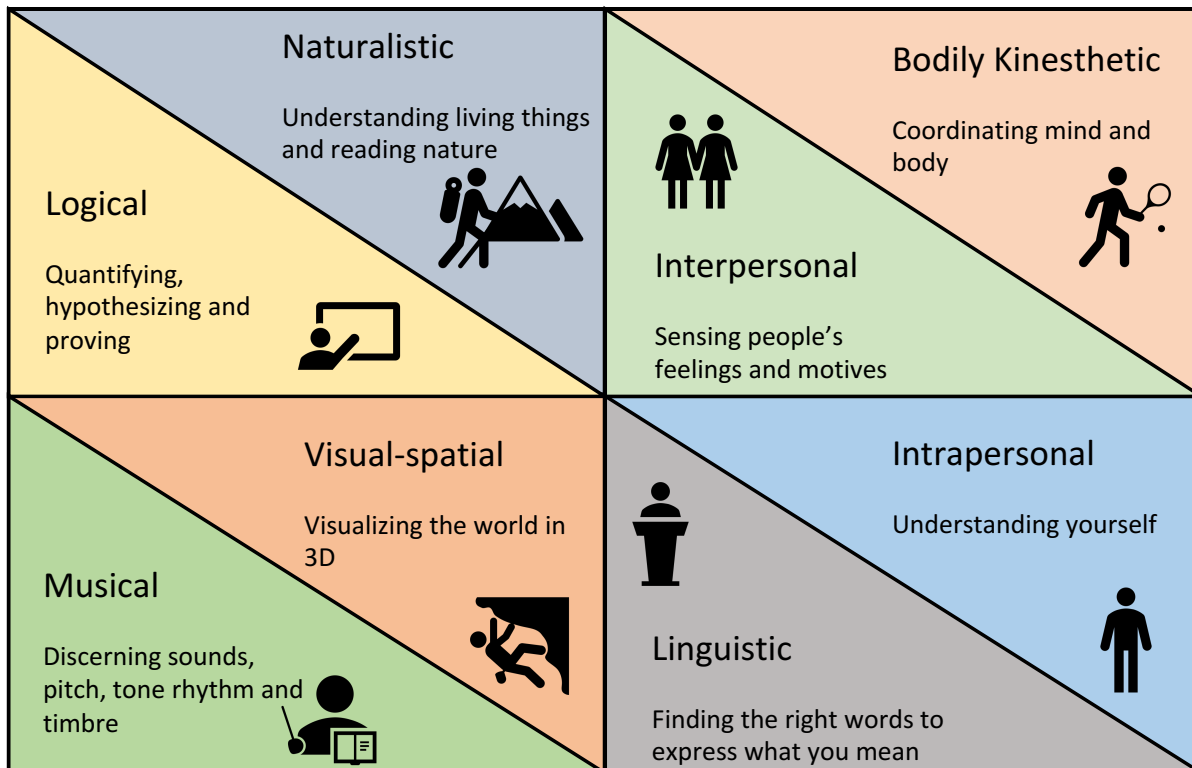 Naturalistic
Understanding living things
and reading nature
Logical
Quantifying,
hypothesizing and
proving
Bodily Kinesthetic
Coordinating mind and
body
Interpersonal
Sensing people’s
feelings and motives
Visual-spatial
Visualizing the world in
3D
Musical
Discerning sounds,
pitch, tone rhythm and
timbre
Intrapersonal
Understanding yourself
Linguistic
Finding the right words to
express what you mean